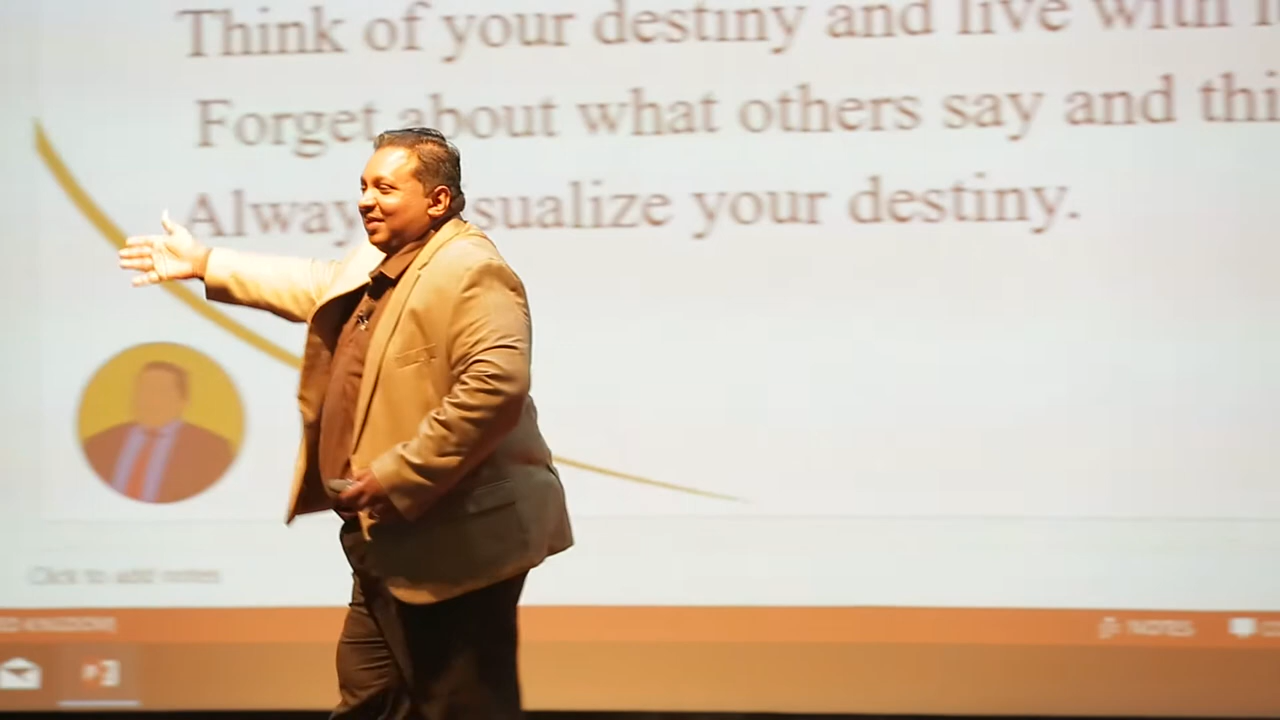 Think of your destiny and live with
Forget about what others say and thi
Alway sualize your destiny.
Click to add notes
KINGDOM)
NOTES